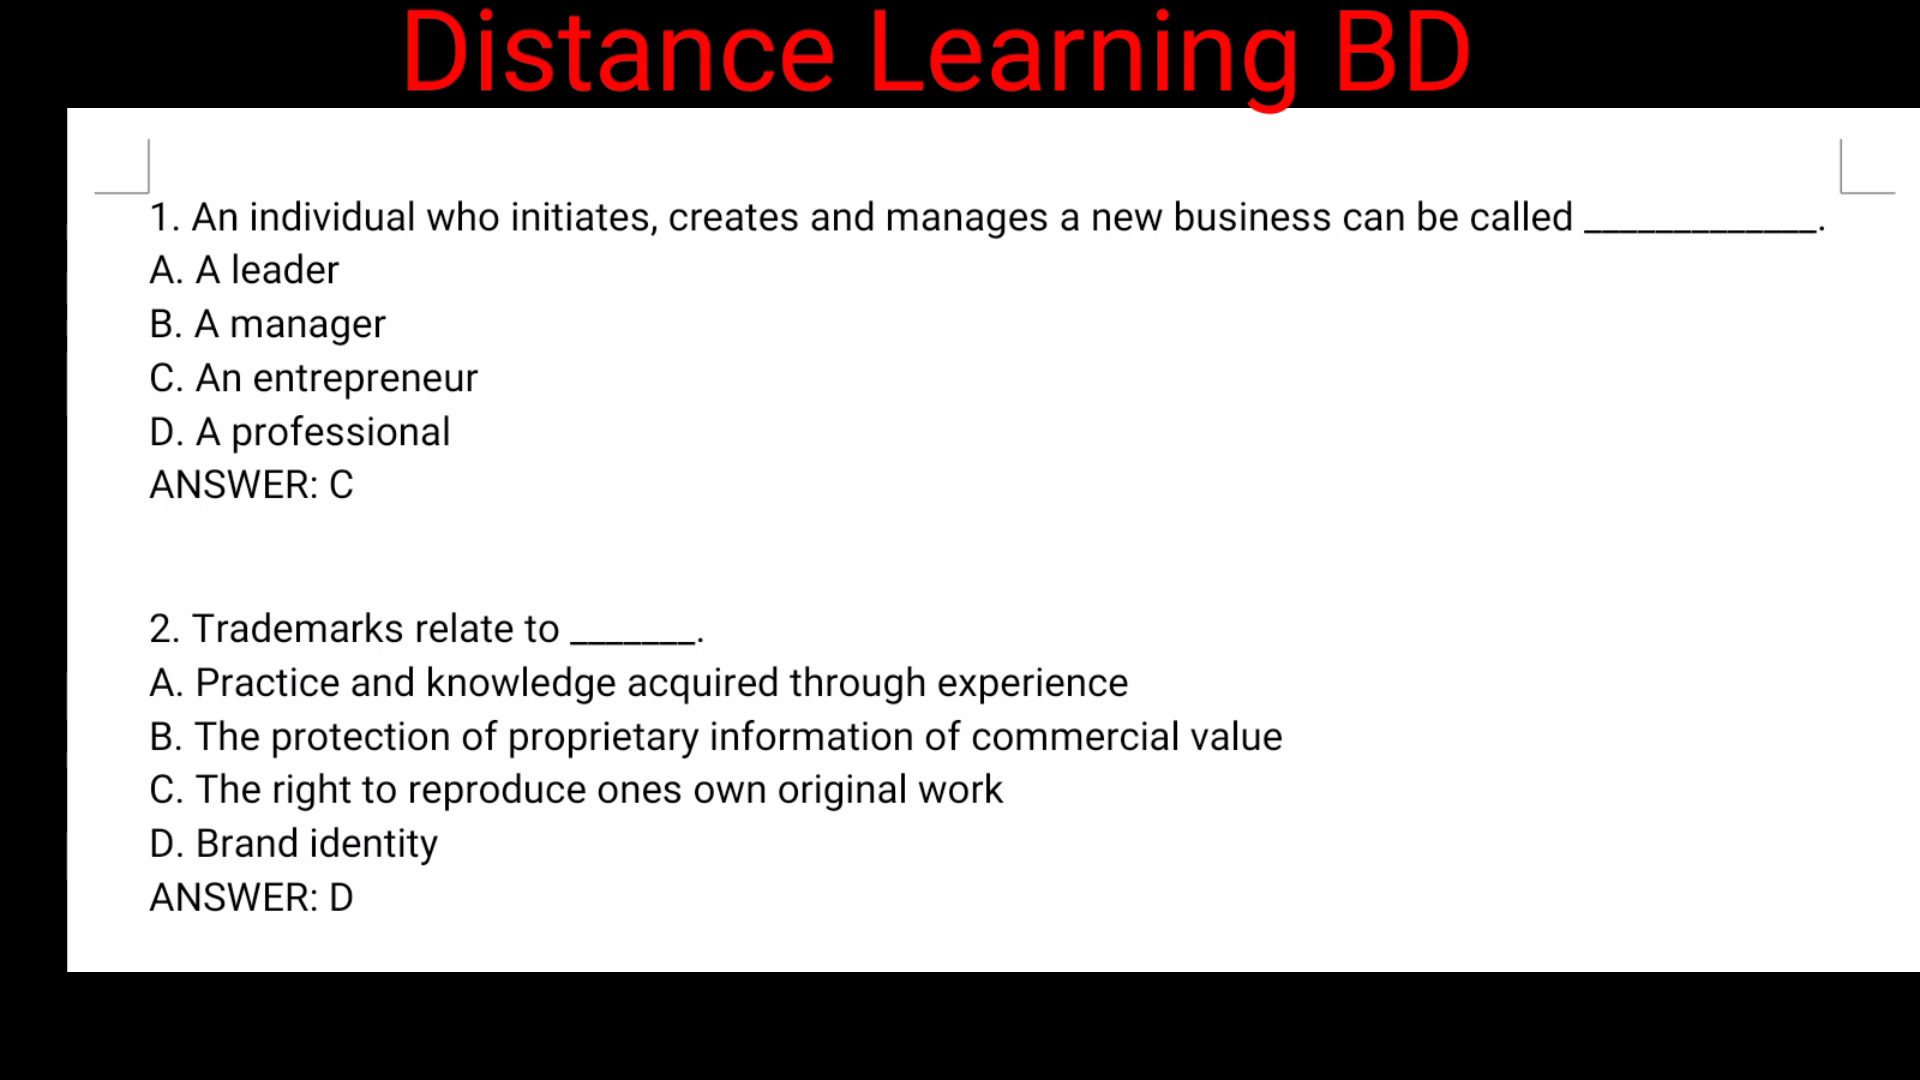 Distance Learning BD
1. An individual who initiates, creates and manages a new business can be called _____________.
A. A leader
B. A manager
C. An entrepreneur
D. A professional
ANSWER: C
2. Trademarks relate to _______.
A. Practice and knowledge acquired through experience
B. The protection of proprietary information of commercial value
C. The right to reproduce ones own original work
D. Brand identity
ANSWER: D